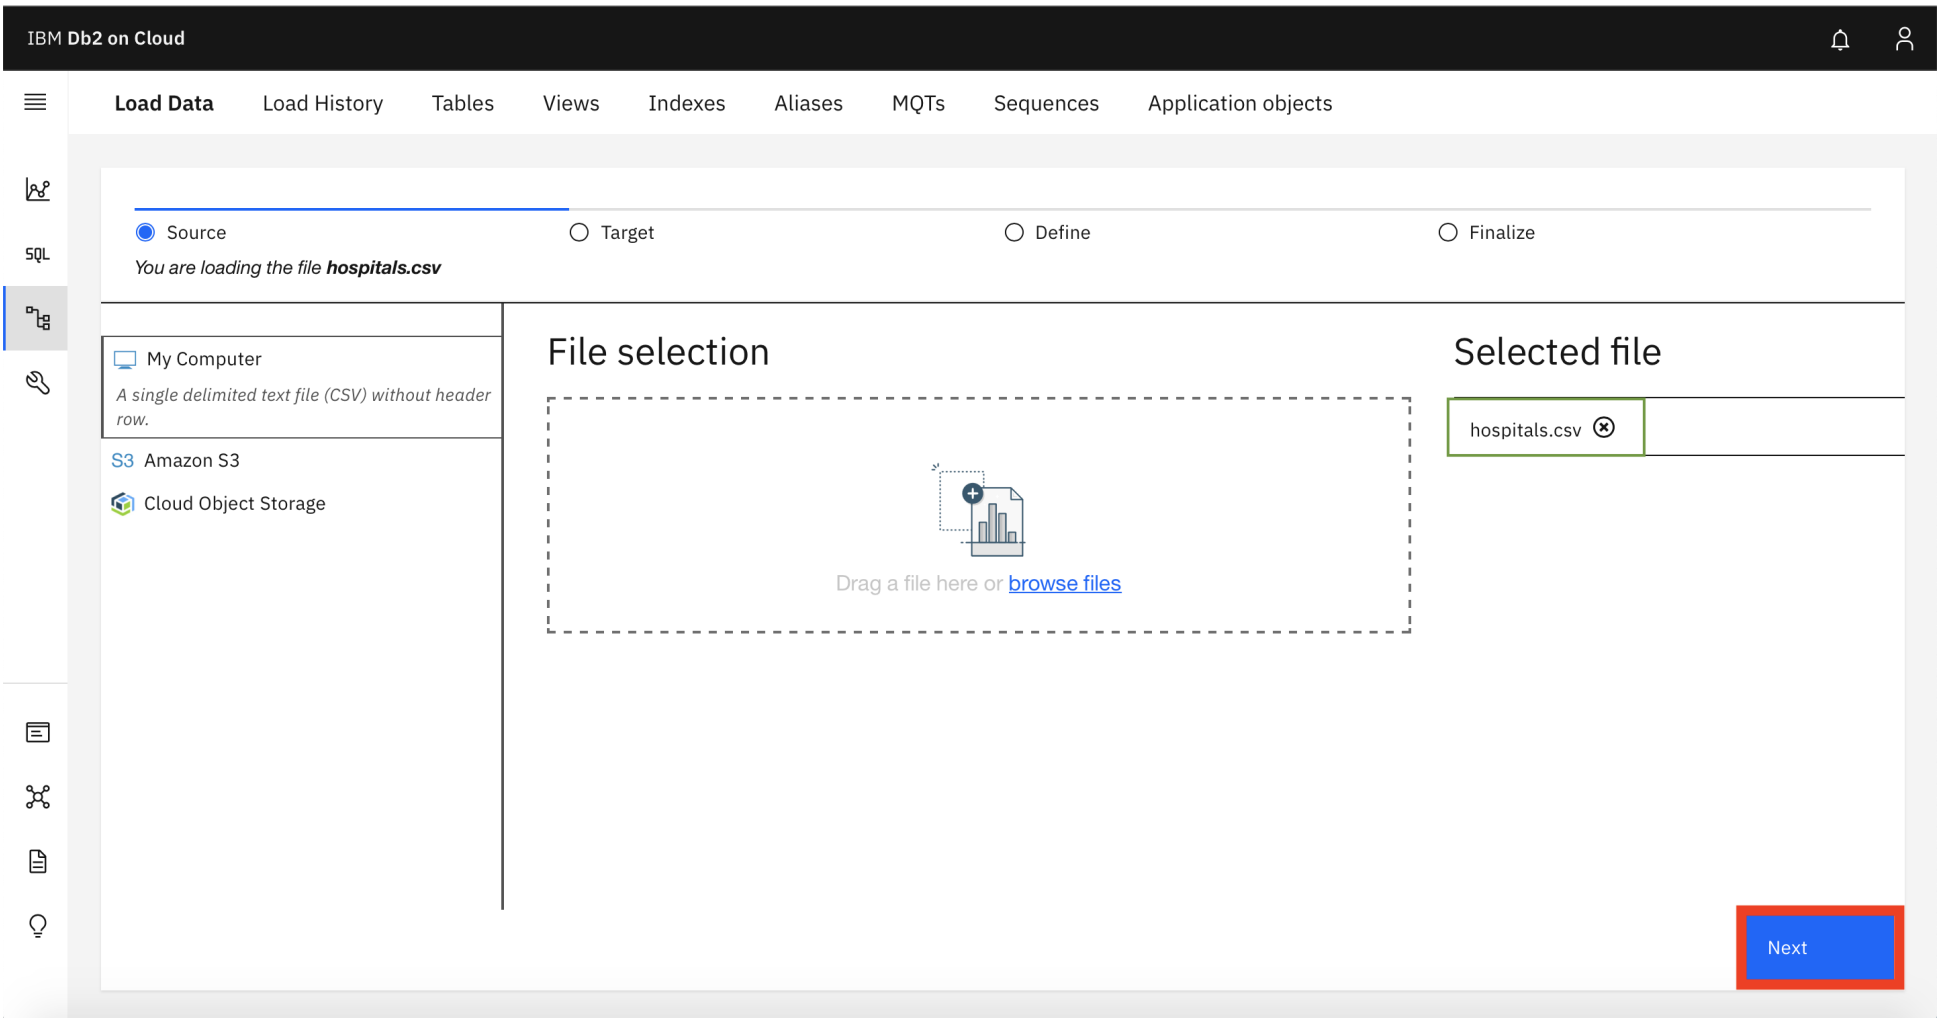 IBM Db2 on Cloud
Load Data Load History Tables Views Indexes Aliases MQTs Sequences Application objects
SQL
Source Target Define Finalize
You are loading the file hospitals.csv
My Computer
A single delimited text file (CSV) without header
row.
S3 Amazon S3
Cloud Object Storage
File selection
Drag a file here or browse files
Selected file
hospitals.csv
Next